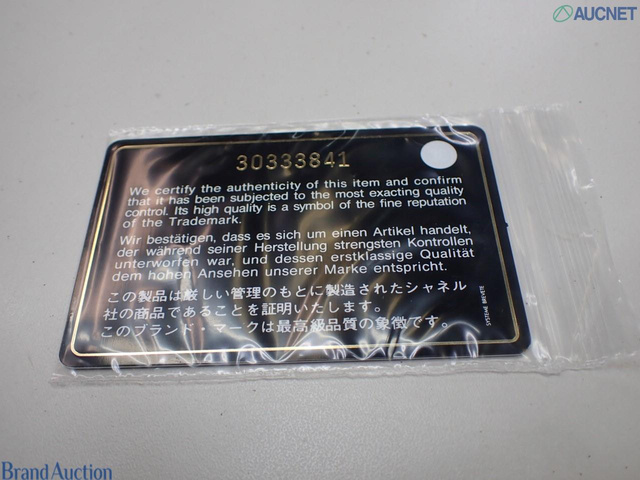 AUCNET
30333841
We certify the authenticity of this item and confirm
that it has been subjected to the most exacting quality
control. Its high quality is a symbol of the fine reputation
of the Trademark.
Wir bestätigen, dass es sich um einen Artikel handelt,
der während seiner Herstellung strengsten Kontrollen
unterworfen war, und dessen erstklassige Qualität
dem hohen Ansehen unserer Marke entspricht.
この製品は厳しい管理のもとに製造されたシャネル
社の商品であることを証明いたします。
このブランド・マークは最高級品質の象徴です。
SYSTEME BREVETE
Brand Auction